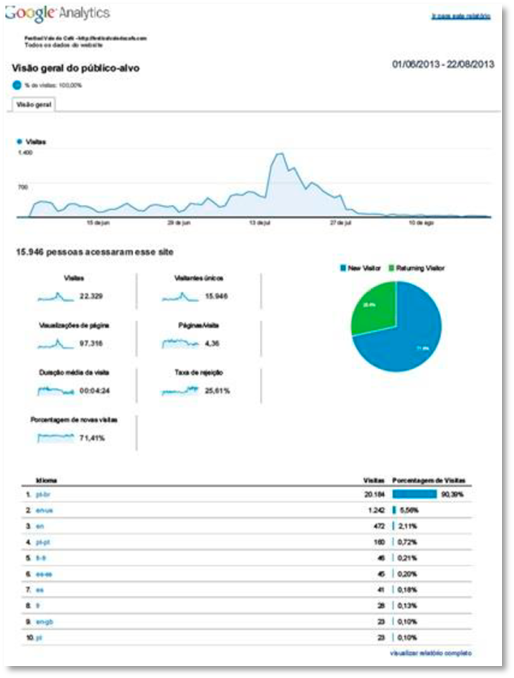 Google Analytics
Ir para este relatório
Festival Vale do Café - http://festivalvaledocafe.com
Todos os dados do website
Visão geral do público-alvo
01/06/2013 - 22/08/2013
% de visitas: 100,00%
Visão geral
Visitas
1.400
700
15 de jun
29 de jun
13 de jul
27 de jul
10 de ago
15.946 pessoas acessaram esse site
Visitas
22.329
Visitantes únicos
15.946
Visualizações de página
97.316
Páginas/visita
4,36
Duração média da visita
00:04:24
Taxa de rejeição
25,61%
Porcentagem de novas visitas
71,41%
New Visitor Returning Visitor
Idioma Visitas Porcentagem de Visitas
1. pt-br 20.184 90,39%
2. en-us 1.242 5,56%
3. en 472 2,11%
4. pt-pt 160 0,72%
5. 46 0,21%
6. 45 0,20%
7. es 41 0,18%
8. 28 0,13%
9. en-gb 23 0,10%
10. pt 23 0,10%
visualizar relatório completo